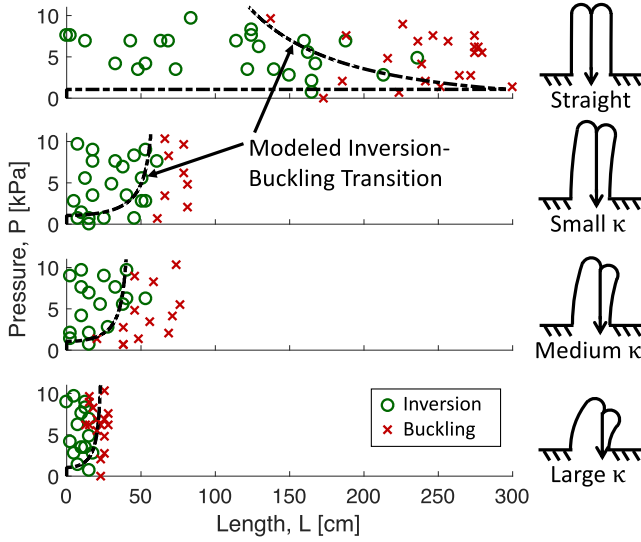 10
5
0
Straight
Modeled Inversion-
Buckling Transition
10
5
0
Small κ
Pressure, P [kPa]
10
5
0
Medium κ
10
5
0
Inversion
Buckling
Large κ
0 50 100 150 200 250 300
Length, L [cm]